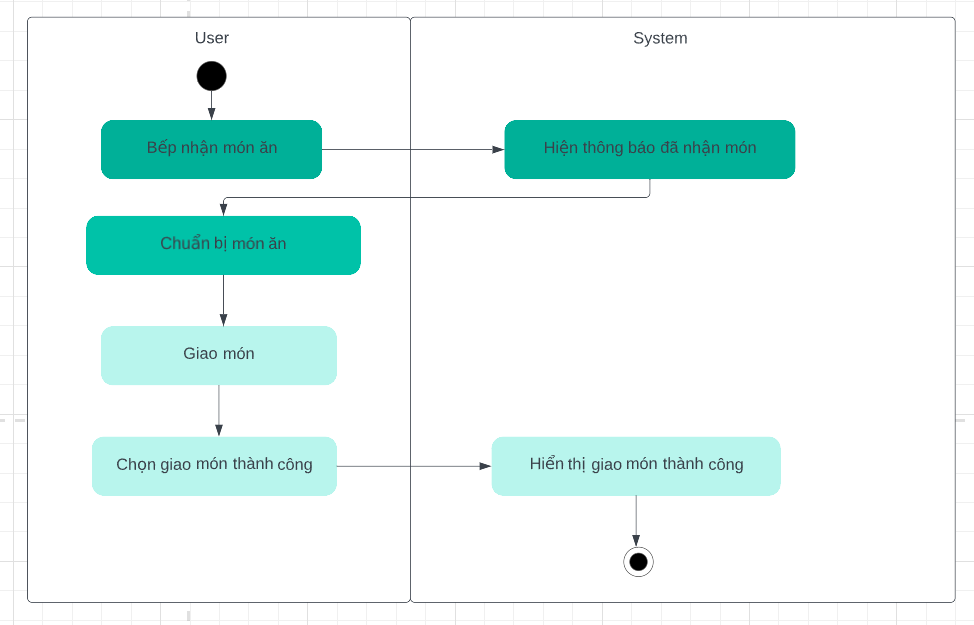 User
System
Bếp nhận món ăn
Hiện thông báo đã nhận món
Chuẩn bị món ăn
Giao món
Chọn giao món thành công
Hiển thị giao món thành công